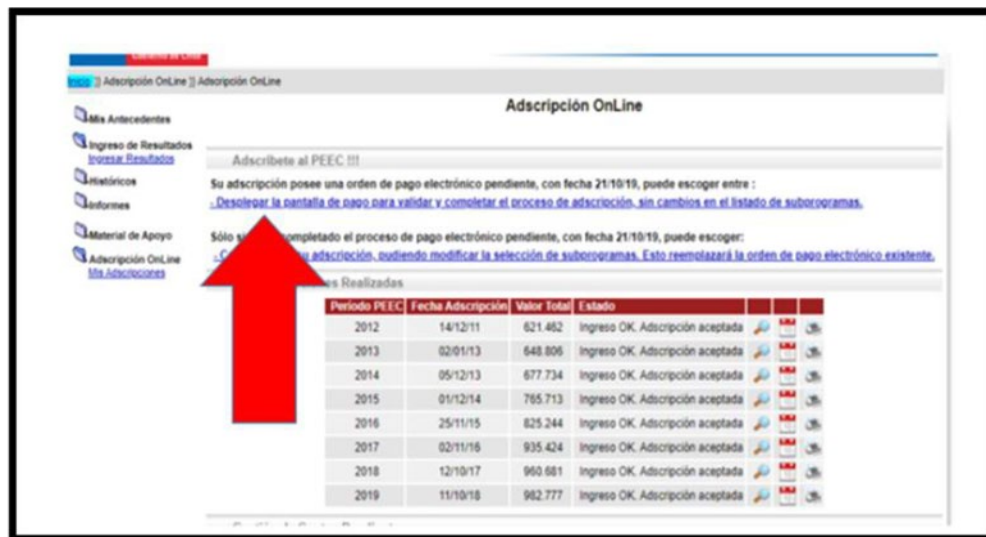 Inicio ]] Adscripción OnLine ]] Adscripción OnLine
Adscripción OnLine
Mis Antecedentes
Ingreso de Resultados
Ingresar Resultados
Históricos
Informes
Material de Apoyo
Adscripción OnLine
Mis Adscripciones
Adscribete al PEEC !!!
Su adscripción posee una orden de pago electrónico pendiente, con fecha 21/10/19, puede escoger entre :
- Desplegar la pantalla de pago para validar y completar el proceso de adscripción, sin cambios en el listado de subprogramas.
Sólo completado el proceso de pago electrónico pendiente, con fecha 21/10/19, puede escoger:
adscripción, pudiendo modificar la selección de subprogramas. Esto reemplazará la orden de pago electrónico existente.
Realizadas
Período PEEC Fecha Adscripción Valor Total Estado
2012 14/12/11 621.462 Ingreso OK. Adscripción aceptada
2013 02/01/13 648.806 Ingreso OK. Adscripción aceptada
2014 05/12/13 677.734 Ingreso OK. Adscripción aceptada
2015 01/12/14 765.713 Ingreso OK. Adscripción aceptada
2016 25/11/15 825.244 Ingreso OK. Adscripción aceptada
2017 02/11/16 935.424 Ingreso OK. Adscripción aceptada
2018 12/10/17 960.681 Ingreso OK. Adscripción aceptada
2019 11/10/18 982.777 Ingreso OK. Adscripción aceptada